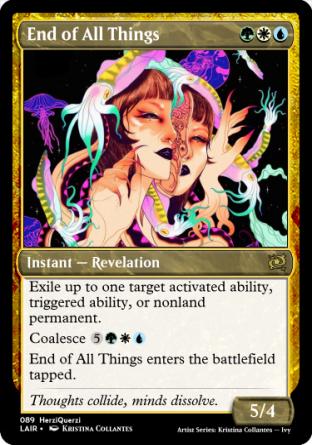 End of All Things
Instant — Revelation
Exile up to one target activated ability,
triggered ability, or nonland
permanent.
Coalesce 5
End of All Things enters the battlefield
tapped.
Thoughts collide, minds dissolve.
5/4
089 HerziQuerzi
LAIR • Kristina Collantes
Artist Series: Kristina Collantes — Ivy